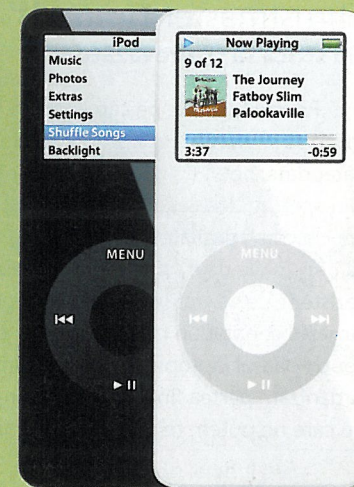 iPod
Music
Photos
Extras
Settings
Shuffle Songs
Backlight
MENU
Now Playing
9 of 12
The Journey
Fatboy Slim
Palookaville
3:37 -0:59
MENU